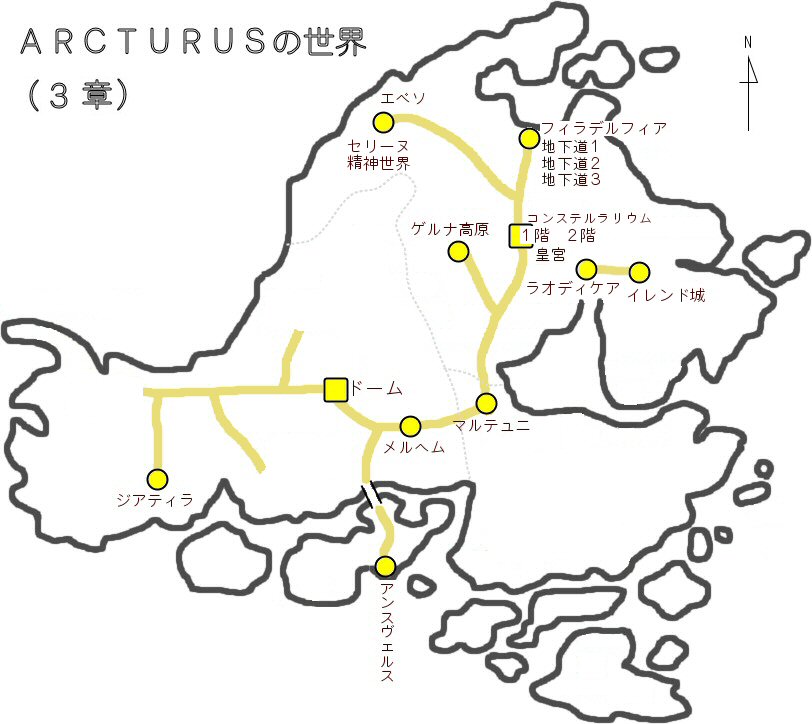 ARCTURUSの世界
(3章)
N
エペソ
セリーヌ
精神世界
フィラデルフィア
地下道1
地下道2
地下道3
コンステルラリウム
1階 2階
皇宮
ゲルナ高原
ラオディケア
イレンド城
ドーム
マルテュニ
メルヘム
ジアティラ
アンスヴェルス